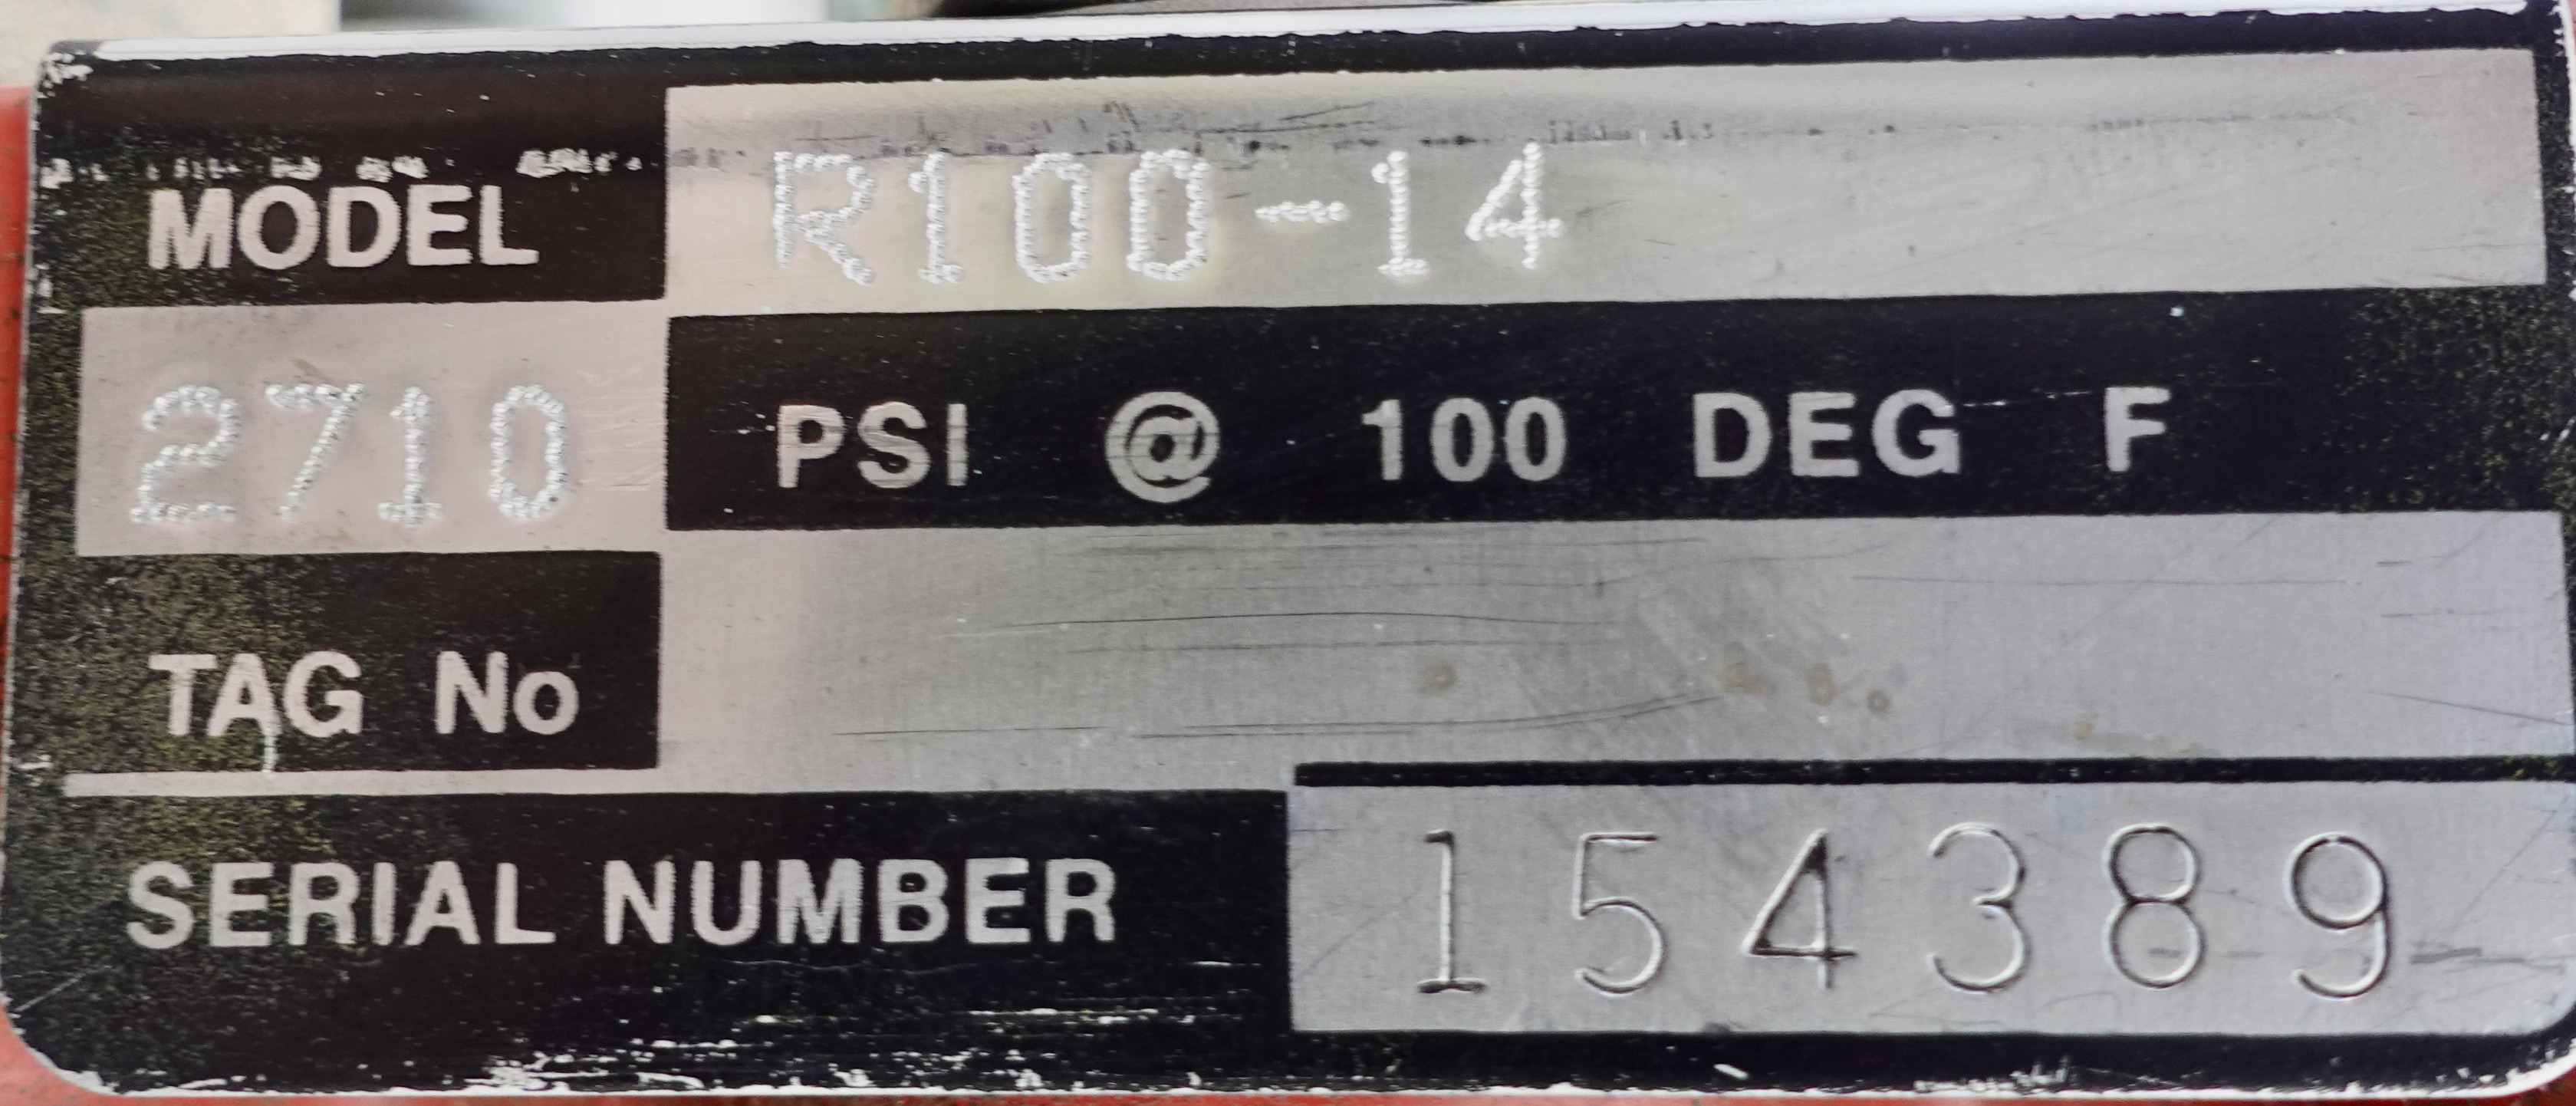 MODEL R100-14
2710 PSI @ 100 DEG F
TAG No
SERIAL NUMBER 154389